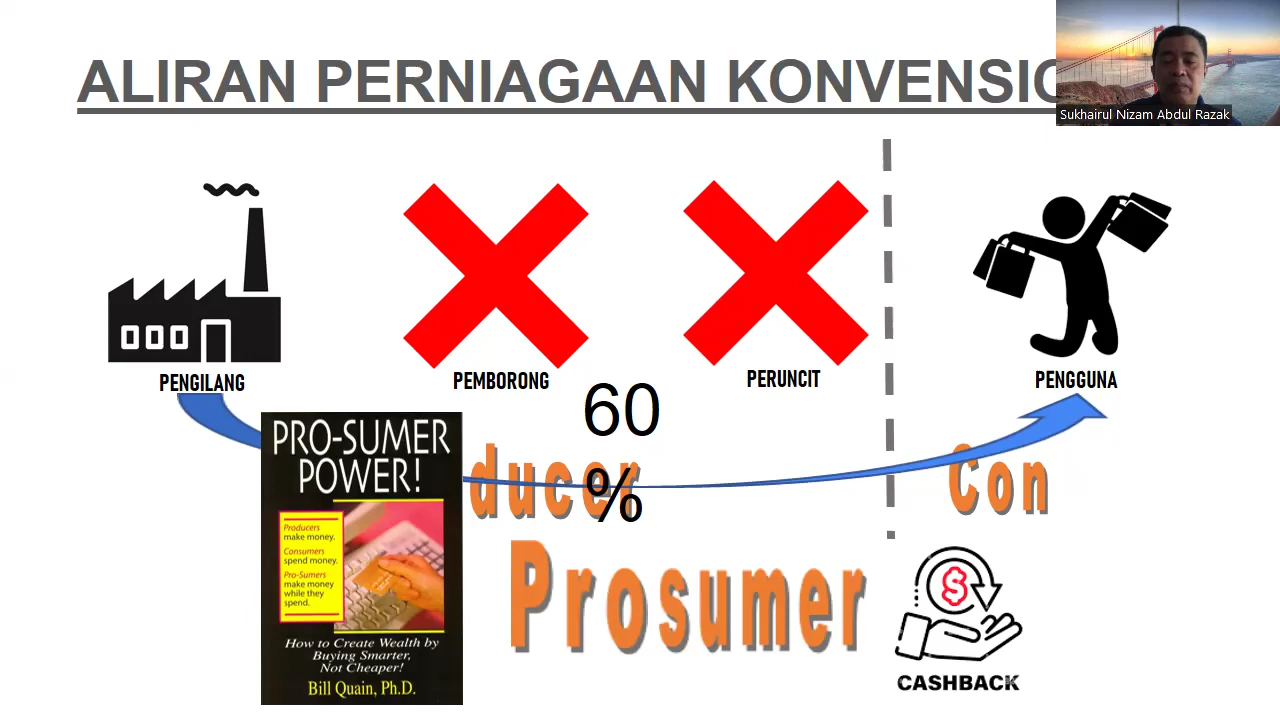 ALIRAN PERNIAGAAN KONVENSIO
Sukhairul Nizam Abdul Razak
PENGILANG
PEMBORONG
PERUNCIT
PENGGUNA
60
%
ducer
Con
Prosumer
PRO-SUMER
POWER!
Producers
make money.
Consumers
spend money.
Pro-Sumers
make money
while they
spend.
How to Create Wealth by
Buying Smarter,
Not Cheaper!
Bill Quain, Ph.D.
$
CASHBACK